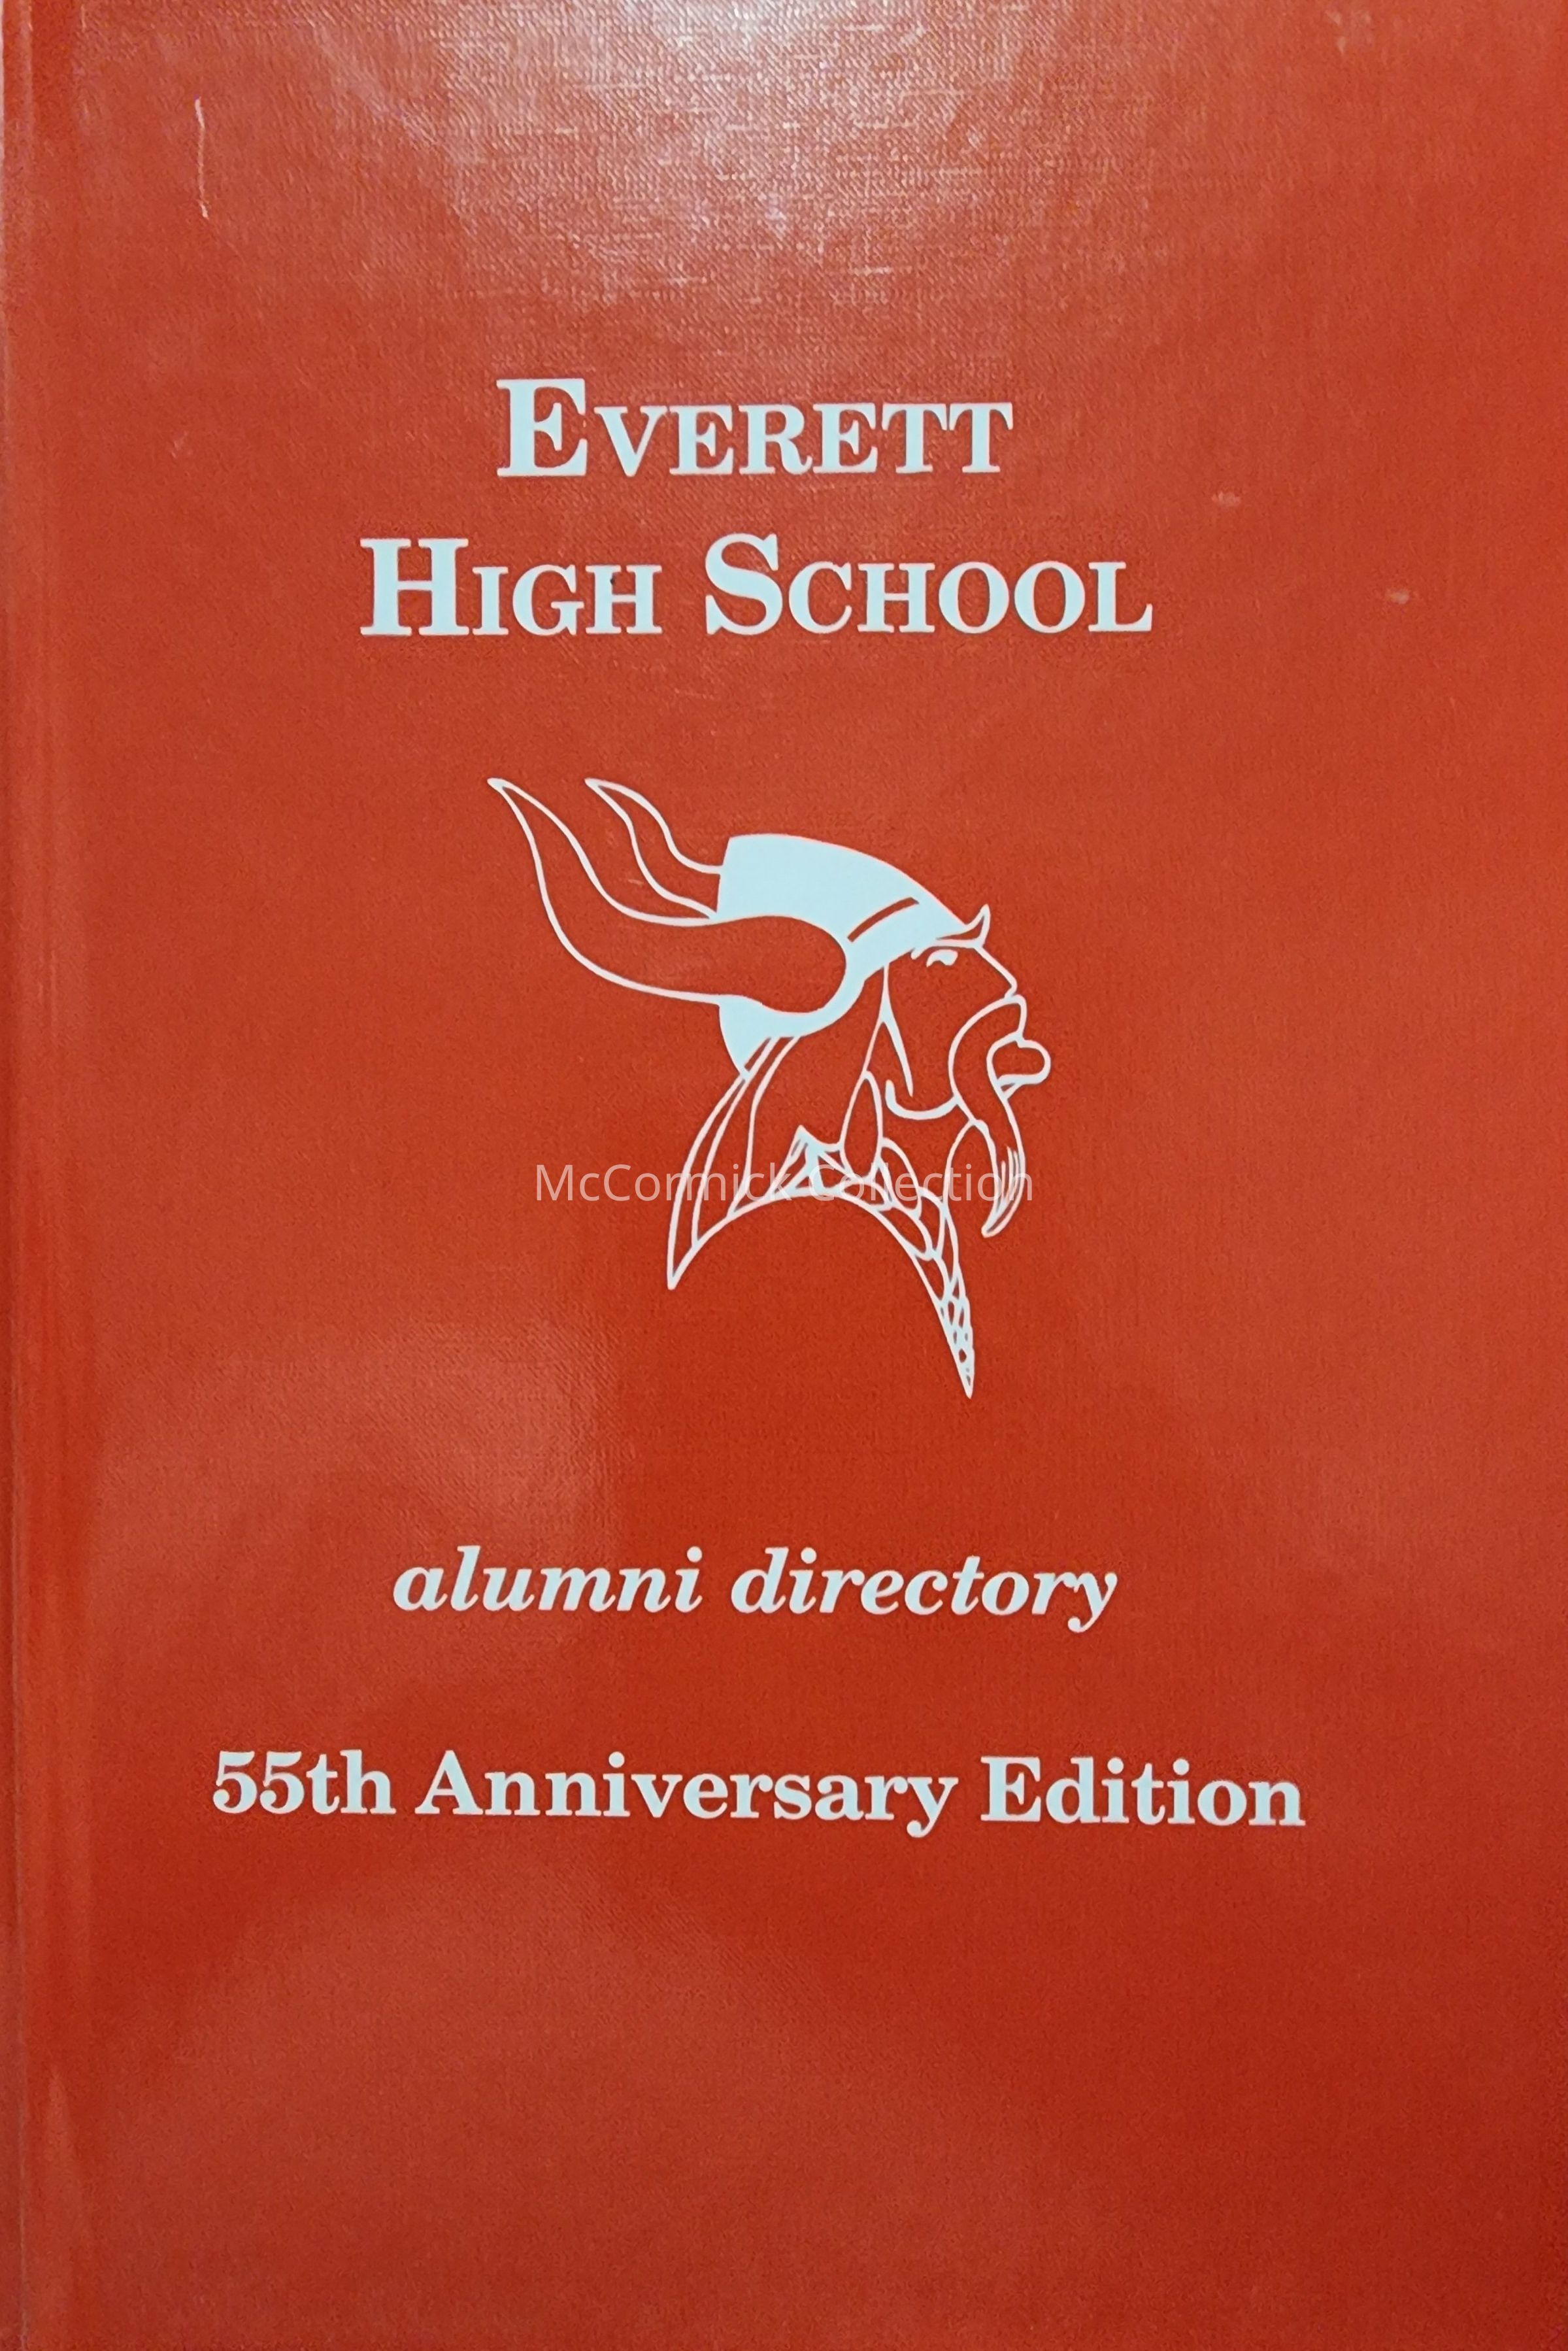 EVERETT
HIGH SCHOOL
McCormick Collection
alumni directory
55th Anniversary Edition